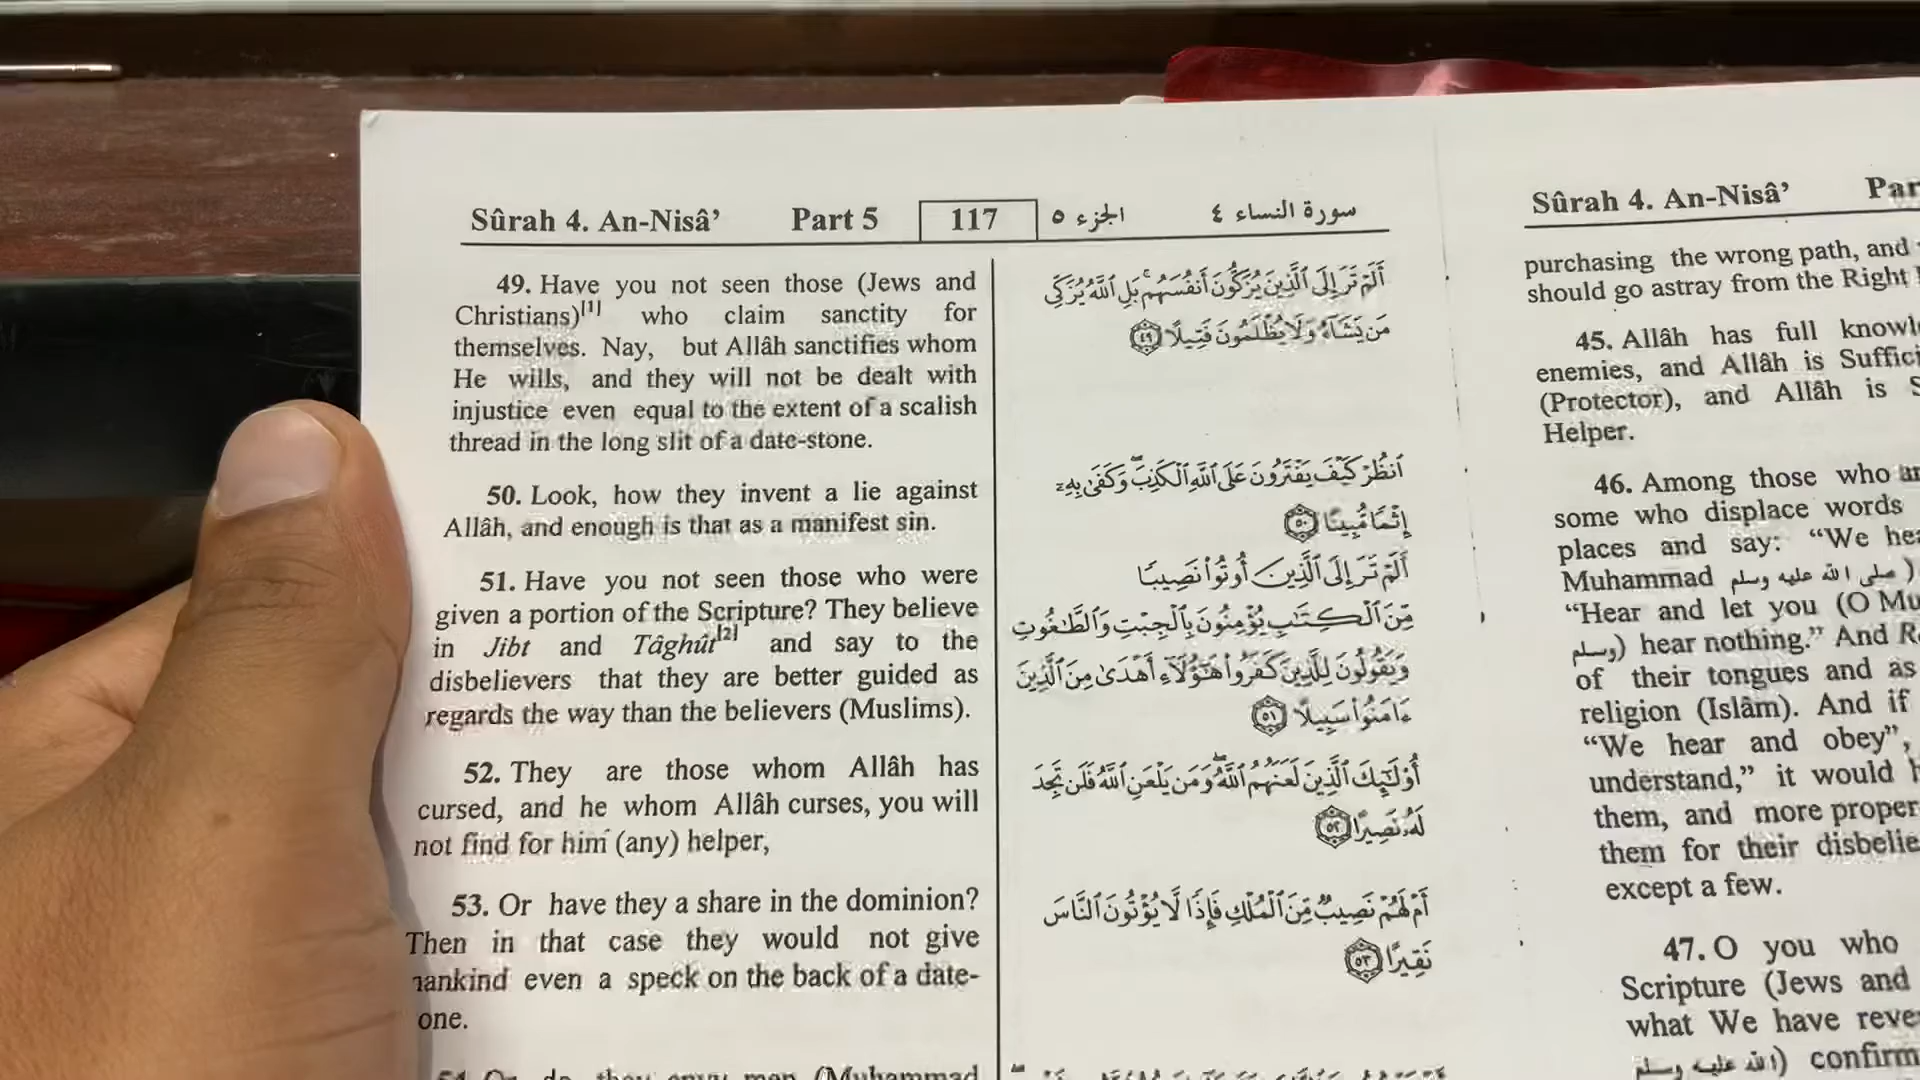 Sûrah 4. An-Nisâ’ Part 5 117 الجزء ٥ سورة النساء ٤
49. Have you not seen those (Jews and
Christians)[1] who claim sanctity for
themselves. Nay, but Allâh sanctifies whom
He wills, and they will not be dealt with
injustice even equal to the extent of a scalish
thread in the long slit of a date-stone.
50. Look, how they invent a lie against
Allâh, and enough is that as a manifest sin.
51. Have you not seen those who were
given a portion of the Scripture? They believe
in Jibt and Tâghût[2] and say to the
disbelievers that they are better guided as
regards the way than the believers (Muslims).
52. They are those whom Allâh has
cursed, and he whom Allâh curses, you will
not find for him (any) helper,
53. Or have they a share in the dominion?
Then in that case they would not give
ankind even a speck on the back of a date-
one.
أَلَمْ تَرَ إِلَى ٱلَّذِينَ يُزَكُّونَ أَنفُسَهُم ۚ بَلِ ٱللَّهُ يُزَكِّى
مَن يَشَآءُ وَلَا يُظْلَمُونَ فَتِيلًا ٤٩
ٱنظُرْ كَيْفَ يَفْتَرُونَ عَلَى ٱللَّهِ ٱلْكَذِبَ ۖ وَكَفَىٰ بِهِۦٓ
إِثْمًا مُّبِينًا ٥٠
أَلَمْ تَرَ إِلَى ٱلَّذِينَ أُوتُوا۟ نَصِيبًا
مِّنَ ٱلْكِتَٰبِ يُؤْمِنُونَ بِٱلْجِبْتِ وَٱلطَّٰغُوتِ
وَيَقُولُونَ لِلَّذِينَ كَفَرُوا۟ هَٰٓؤُلَآءِ أَهْدَىٰ مِنَ ٱلَّذِينَ
ءَامَنُوا۟ سَبِيلًا ٥١
أُو۟لَٰٓئِكَ ٱلَّذِينَ لَعَنَهُمُ ٱللَّهُ ۖ وَمَن يَلْعَنِ ٱللَّهُ فَلَن تَجِدَ
لَهُۥ نَصِيرًا ٥٢
أَمْ لَهُمْ نَصِيبٌ مِّنَ ٱلْمُلْكِ فَإِذًا لَّا يُؤْتُونَ ٱلنَّاسَ
نَقِيرًا ٥٣
Sûrah 4. An-Nisâ’ Par
purchasing the wrong path, and
should go astray from the Right
45. Allâh has full knowl
enemies, and Allâh is Suffici
(Protector), and Allâh is S
Helper.
46. Among those who ar
some who displace words
places and say: “We hea
Muhammad صلى الله عليه وسلم)
“Hear and let you (O Mu
وسلم) hear nothing.” And R
of their tongues and as
religion (Islâm). And if
“We hear and obey”,
understand,” it would h
them, and more proper
them for their disbelie
except a few.
47. O you who
Scripture (Jews and
what We have reve
الله عليه وسلم) confirm